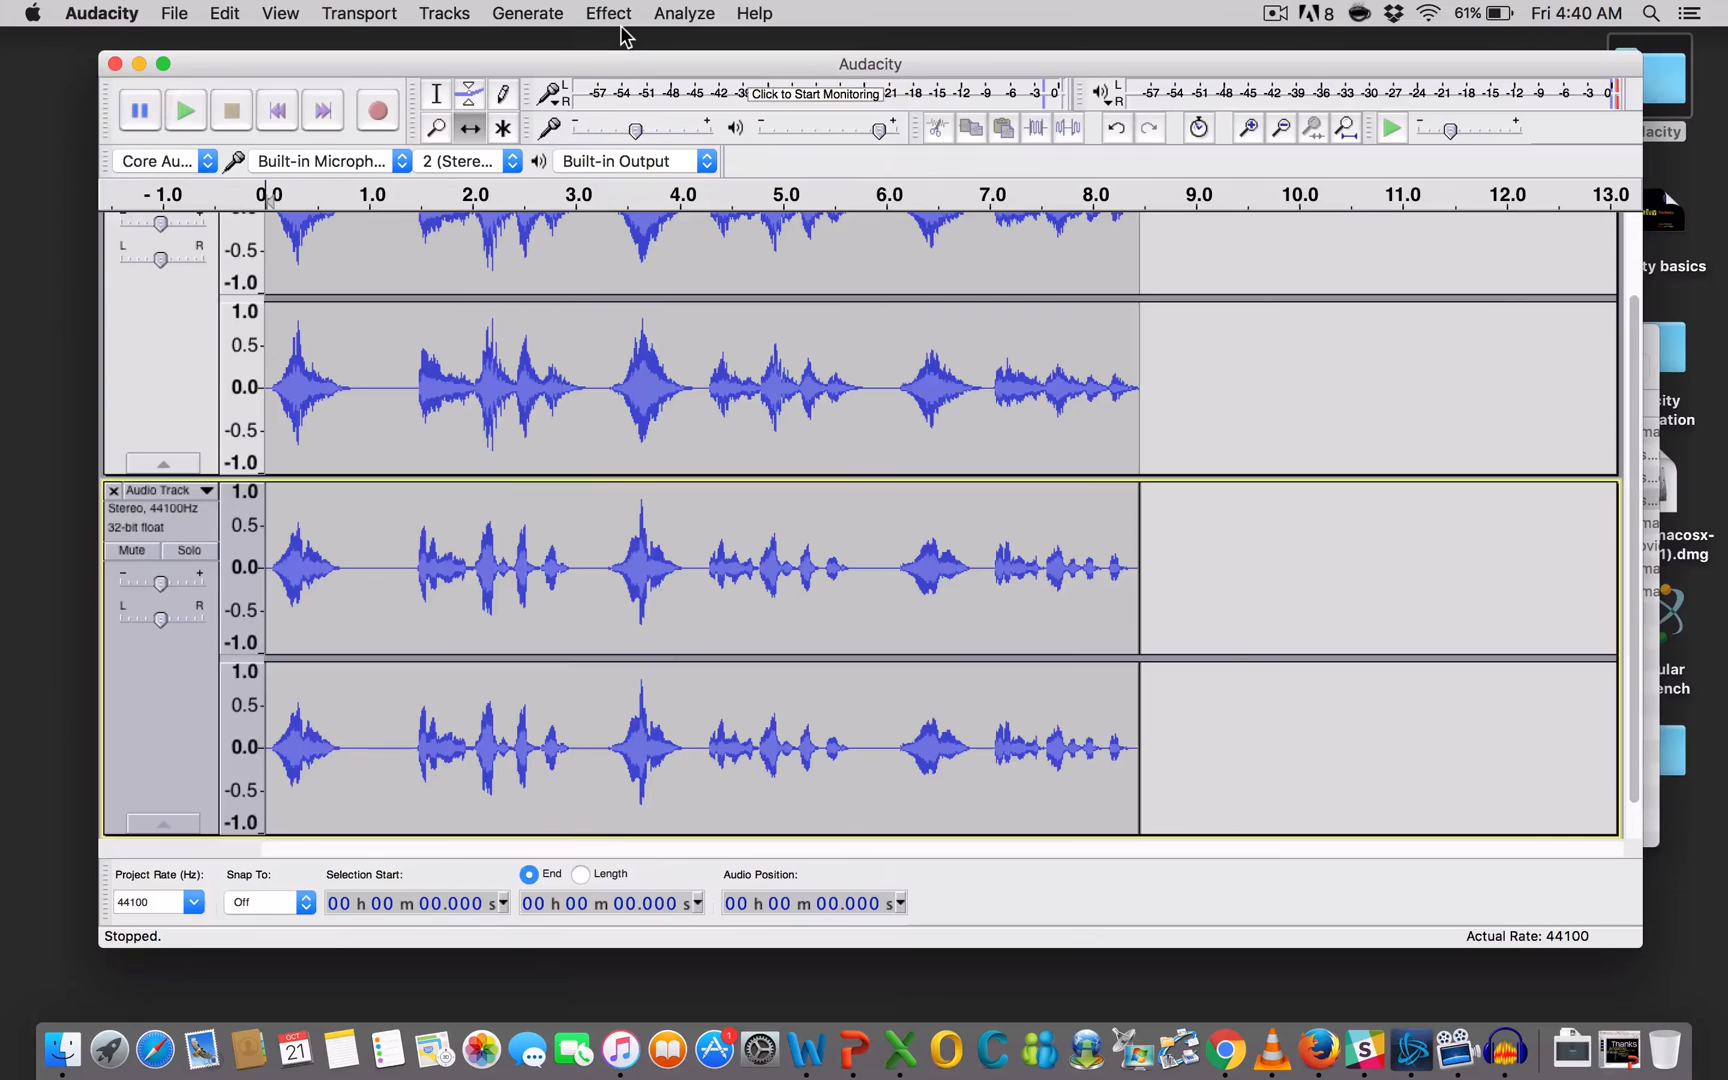 Audacity File Edit View Transport Tracks Generate Effect Analyze Help 8 61% Fri 4:40 AM
Audacity
L
R
-57 -54 -51 -48 -45 -42 -3 Click to Start Monitoring 21 -18 -15 -12 -9 -6 -3 0
L
R
-57 -54 -51 -48 -45 -42 -39 -36 -33 -30 -27 -24 -21 -18 -15 -12 -9 -6 -3 0
dacity
Core Au... Built-in Microph... 2 (Stere... Built-in Output
- 1.0 0.0 1.0 2.0 3.0 4.0 5.0 6.0 7.0 8.0 9.0 10.0 11.0 12.0 13.0
L R
-0.5
-1.0
1.0
0.5
0.0
-0.5
-1.0
ty basics
city
ation
macosx-
1).dmg
ular
ench
Audio Track
Stereo, 44100Hz
32-bit float
Mute Solo
L R
1.0
0.5
0.0
-0.5
-1.0
1.0
0.5
0.0
-0.5
-1.0
Project Rate (Hz): Snap To: Selection Start: End Length Audio Position:
44100 Off 00 h 00 m 00.000 s 00 h 00 m 00.000 s 00 h 00 m 00.000 s
Stopped. Actual Rate: 44100
OCT
21
1
Thanks